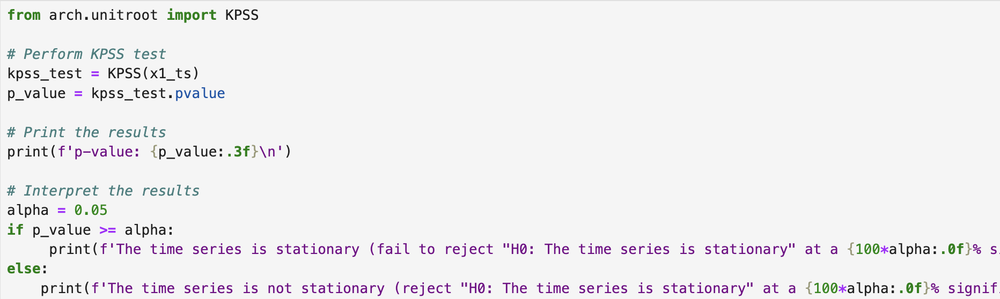 from arch.unitroot import KPSS

# Perform KPSS test
kpss_test = KPSS(x1_ts)
p_value = kpss_test.pvalue

# Print the results
print(f'p-value: {p_value:.3f}\n')

# Interpret the results
alpha = 0.05
if p_value >= alpha:
     print(f'The time series is stationary (fail to reject "H0: The time series is stationary" at a {100*alpha:.0f}% s
else:
    print(f'The time series is not stationary (reject "H0: The time series is stationary" at a {100*alpha:.0f}% signif